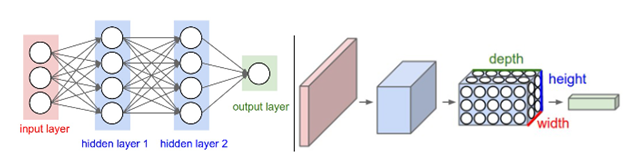 input layer
hidden layer 1
hidden layer 2
output layer
depth
height
width